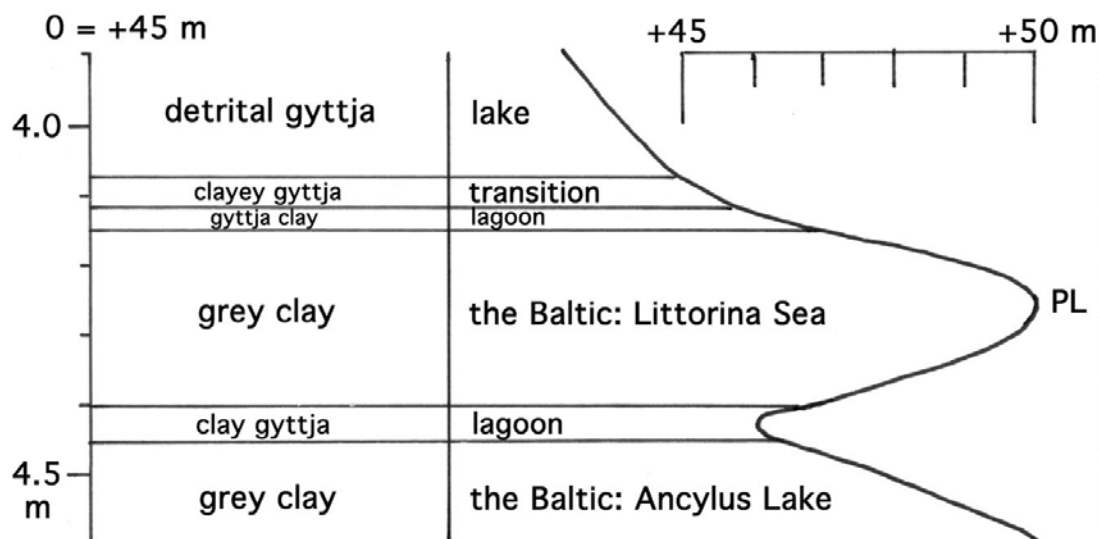 0 = +45 m
+45
+50 m
4.0
detrital gyttja
lake
clayey gyttja
transition
gyttja clay
lagoon
grey clay
the Baltic: Littorina Sea
PL
clay gyttja
lagoon
4.5
m
grey clay
the Baltic: Ancylus Lake